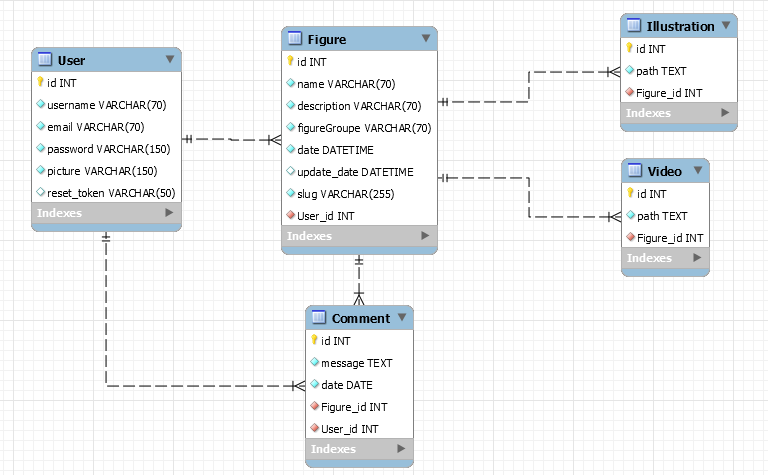 User
id INT
username VARCHAR(70)
email VARCHAR(70)
password VARCHAR(150)
picture VARCHAR(150)
reset_token VARCHAR(50)
Indexes
Figure
id INT
name VARCHAR(70)
description VARCHAR(70)
figureGroupe VARCHAR(70)
date DATETIME
update_date DATETIME
slug VARCHAR(255)
User_id INT
Indexes
Illustration
id INT
path TEXT
Figure_id INT
Indexes
Video
id INT
path TEXT
Figure_id INT
Indexes
Comment
id INT
message TEXT
date DATE
Figure_id INT
User_id INT
Indexes